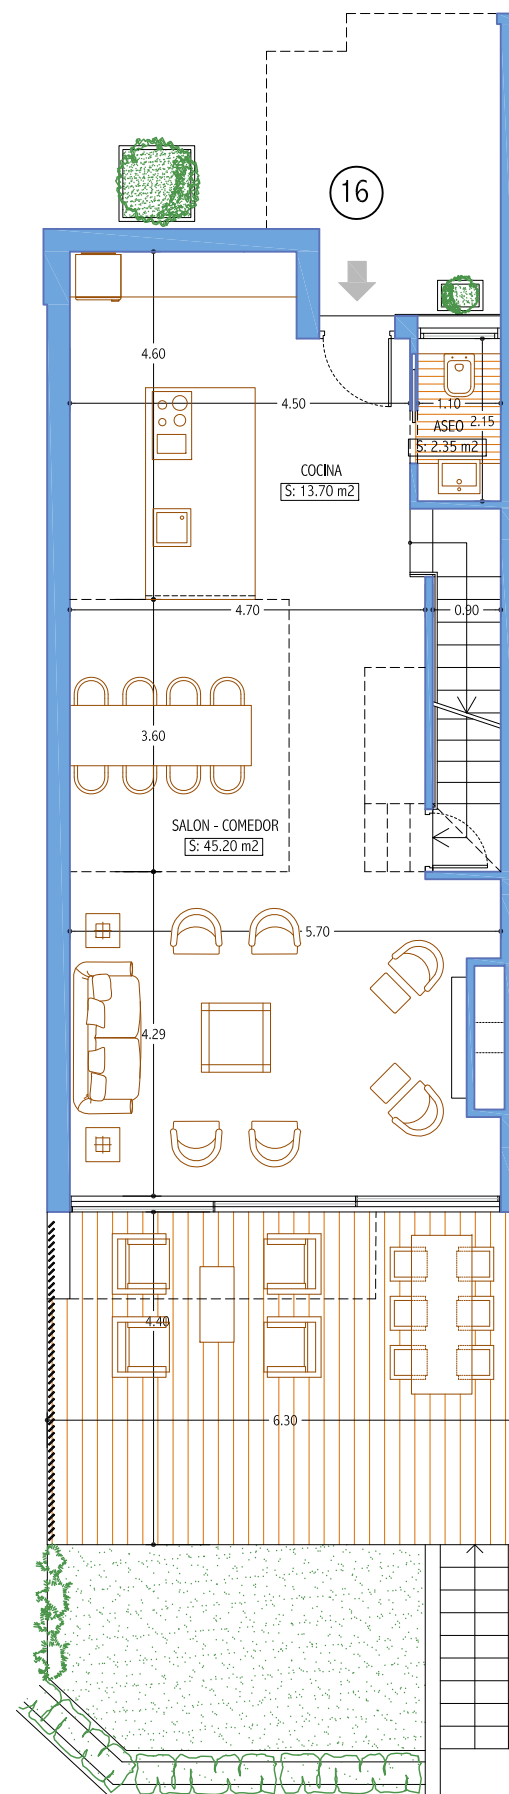 16
4.60
4.50
1.10
2.15
ASEO
S: 2.35 m2
COCINA
S: 13.70 m2
4.70
0.90
3.60
SALON - COMEDOR
S: 45.20 m2
5.70
4.29
4.40
6.30